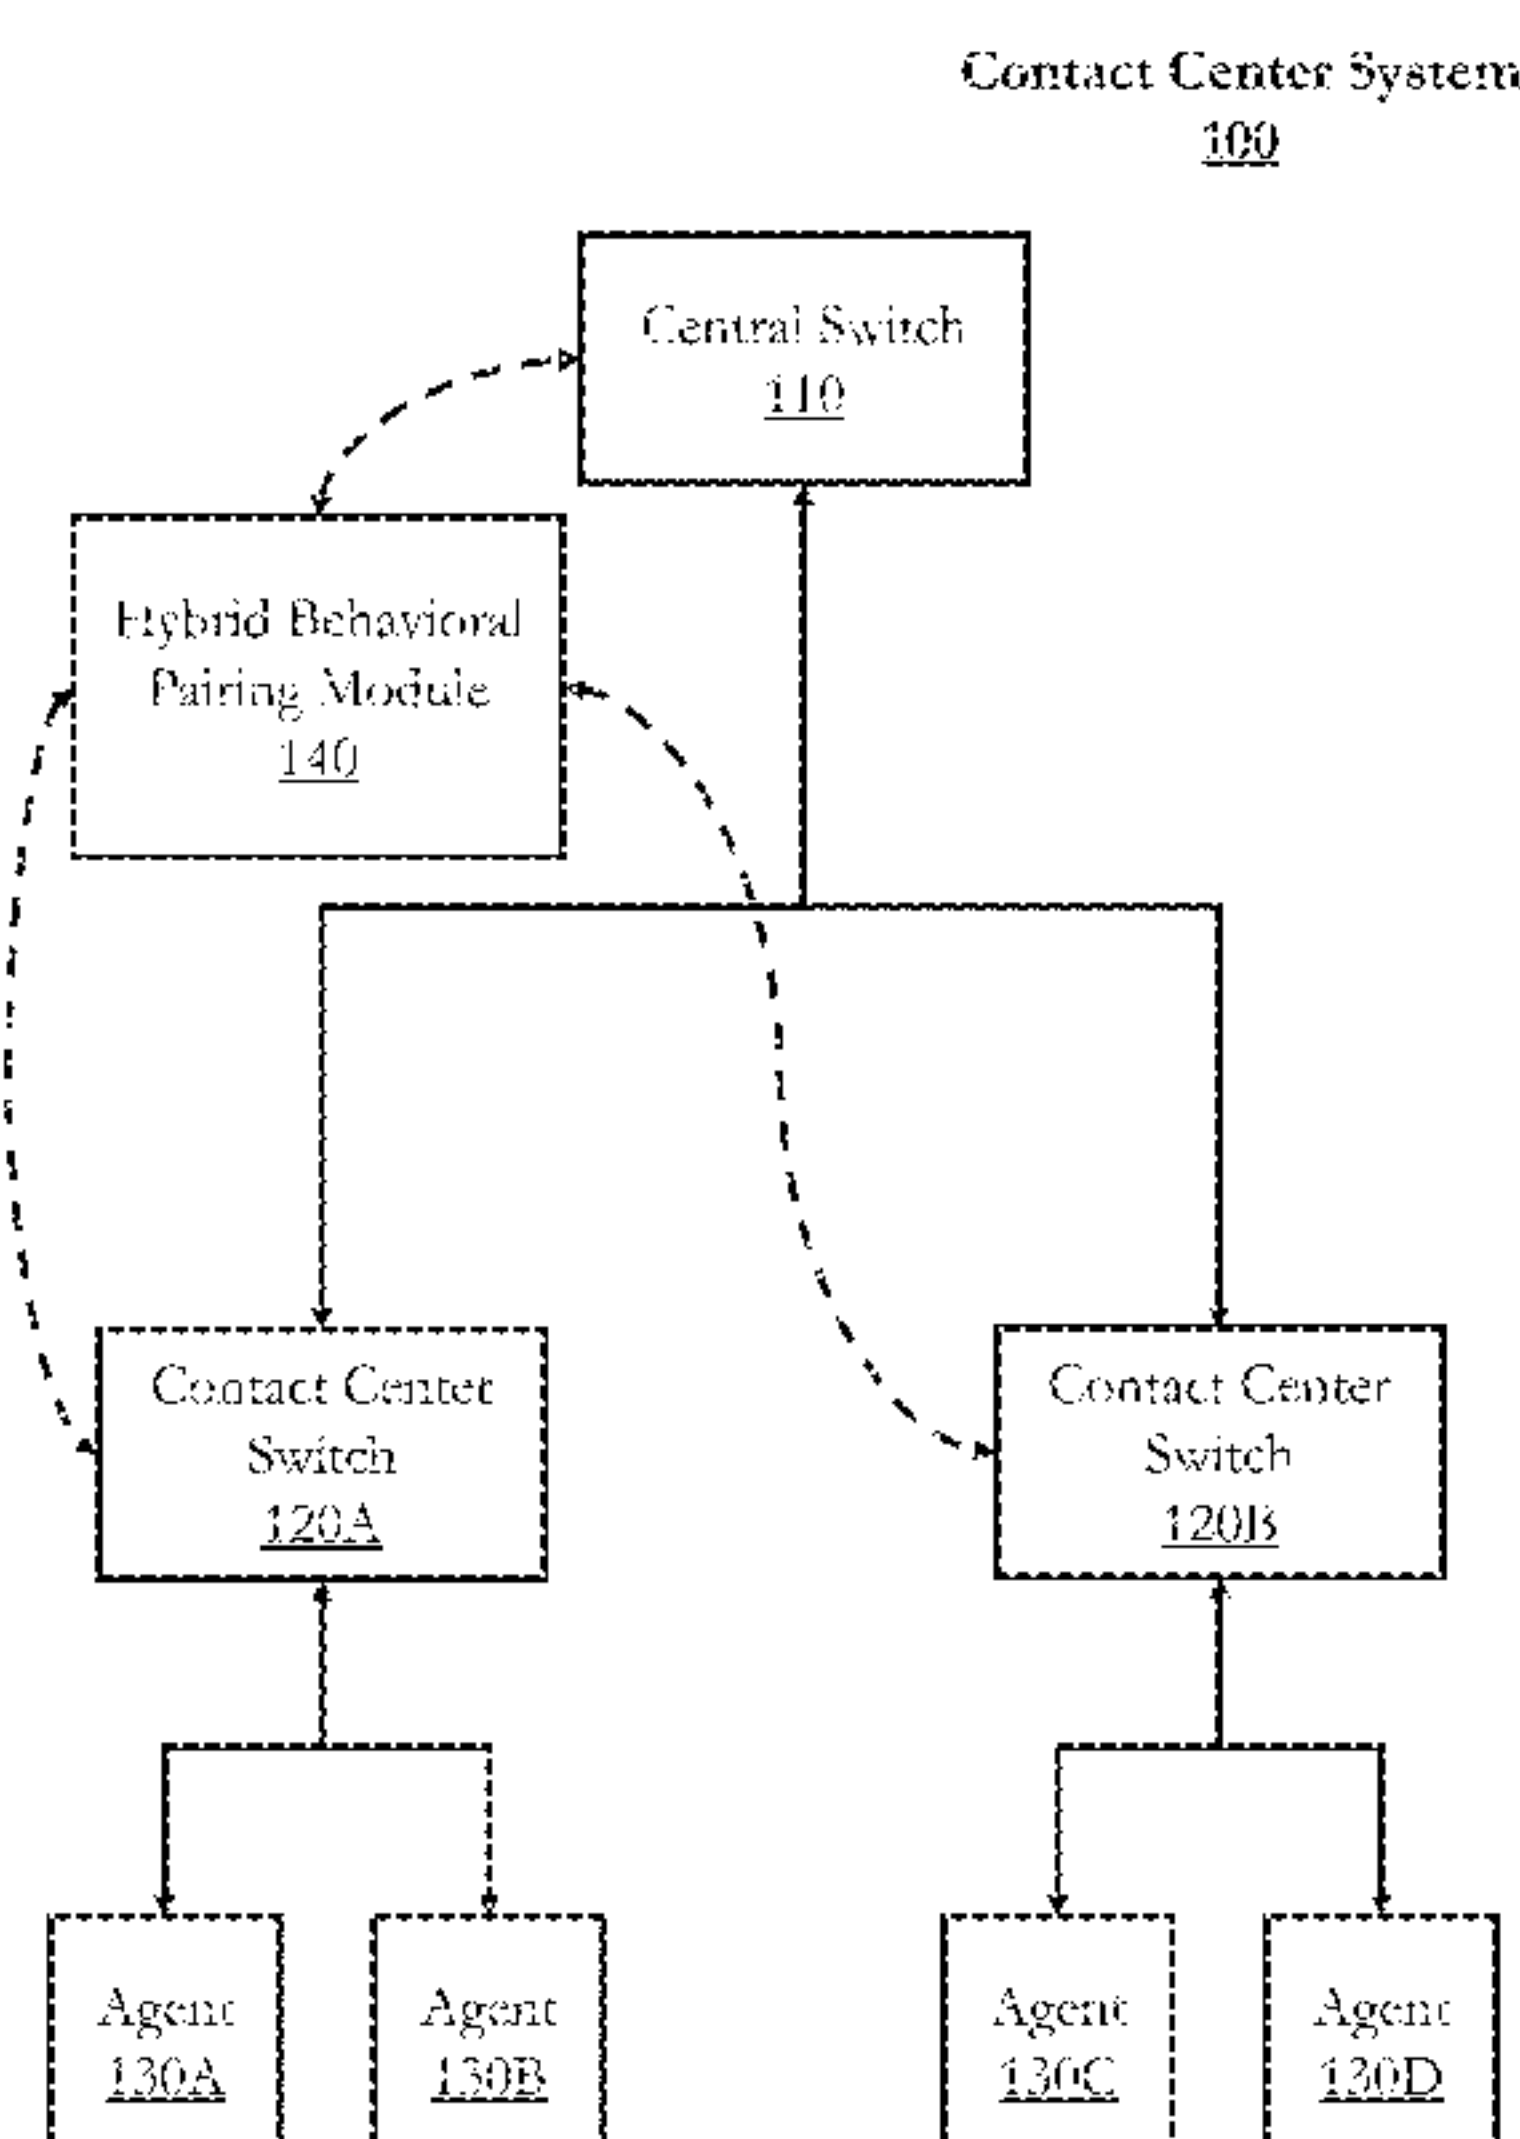 Contact Center System
100
Central Switch
110
Hybrid Behavioral
Pairing Module
140
Contact Center
Switch
120A
Contact Center
Switch
120B
Agent
130A
Agent
130B
Agent
130C
Agent
130D